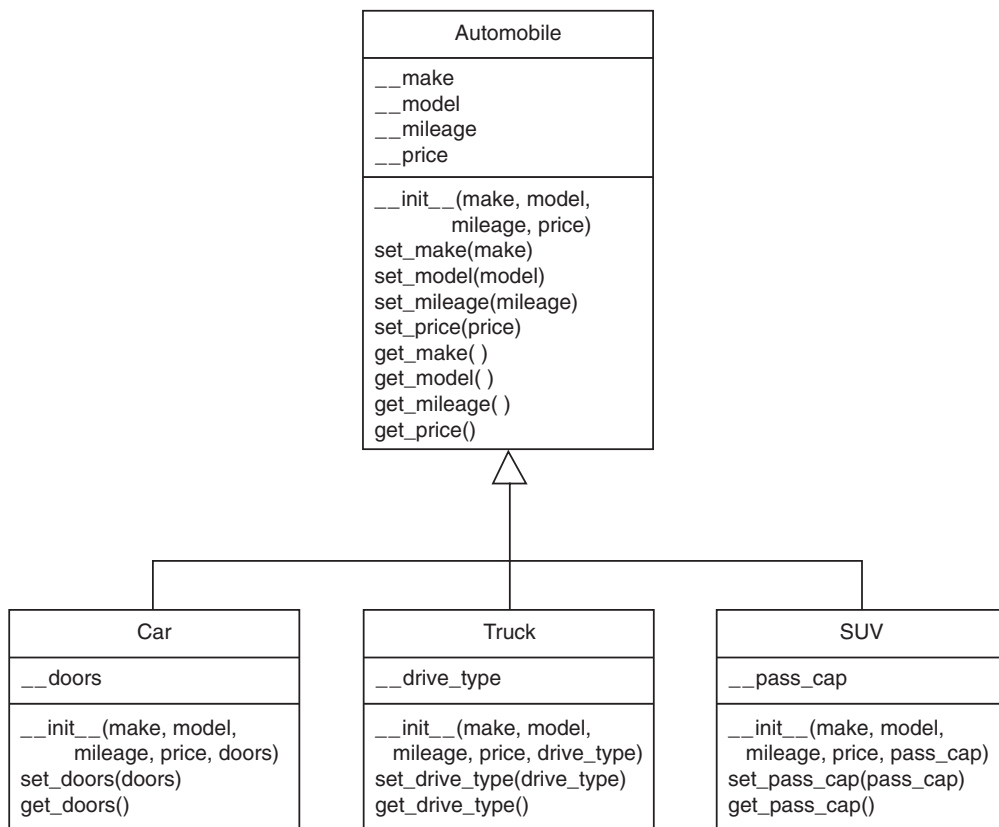 Automobile
__make
__model
__mileage
__price
__init__(make, model,
mileage, price)
set_make(make)
set_model(model)
set_mileage(mileage)
set_price(price)
get_make( )
get_model( )
get_mileage( )
get_price()
Car
__doors
__init__(make, model,
mileage, price, doors)
set_doors(doors)
get_doors()
Truck
__drive_type
__init__(make, model,
mileage, price, drive_type)
set_drive_type(drive_type)
get_drive_type()
SUV
__pass_cap
__init__(make, model,
mileage, price, pass_cap)
set_pass_cap(pass_cap)
get_pass_cap()